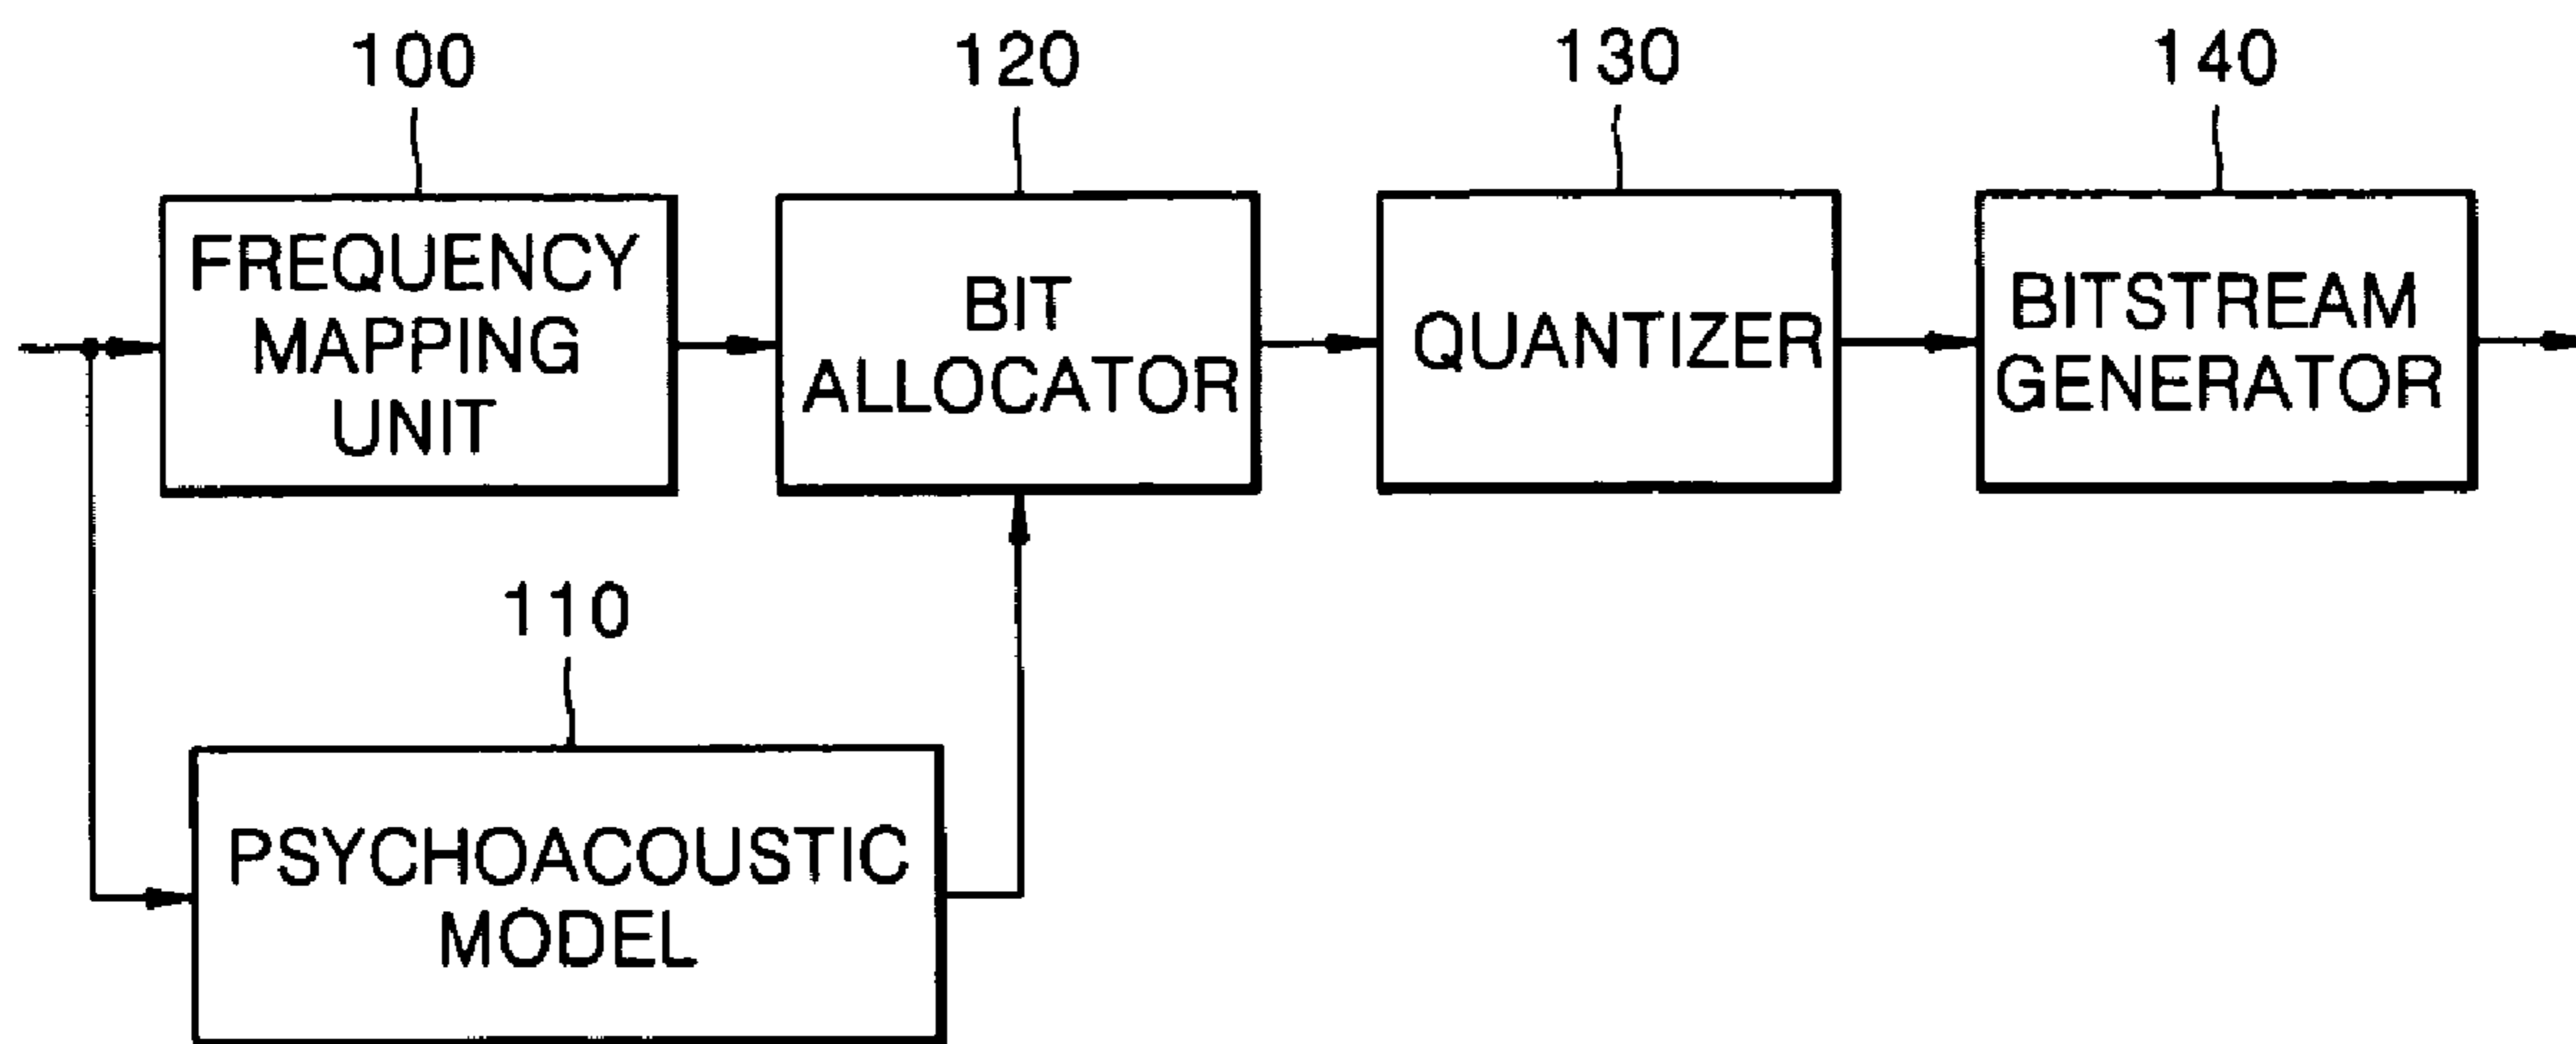 100
120
130
140
FREQUENCY
MAPPING
UNIT
BIT
ALLOCATOR
QUANTIZER
BITSTREAM
GENERATOR
110
PSYCHOACOUSTIC
MODEL